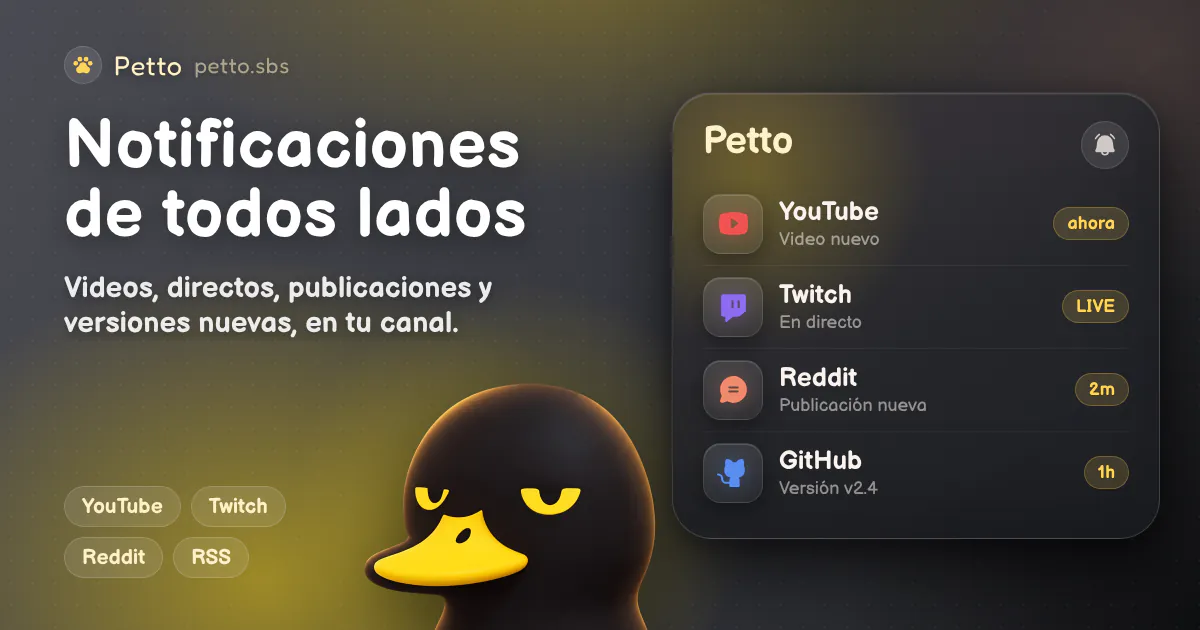 Petto petto.sbs
Notificaciones
de todos lados
Videos, directos, publicaciones y
versiones nuevas, en tu canal.
YouTube Twitch
Reddit RSS
Petto
YouTube
Video nuevo
ahora
Twitch
En directo
LIVE
Reddit
Publicación nueva
2m
GitHub
Versión v2.4
1h